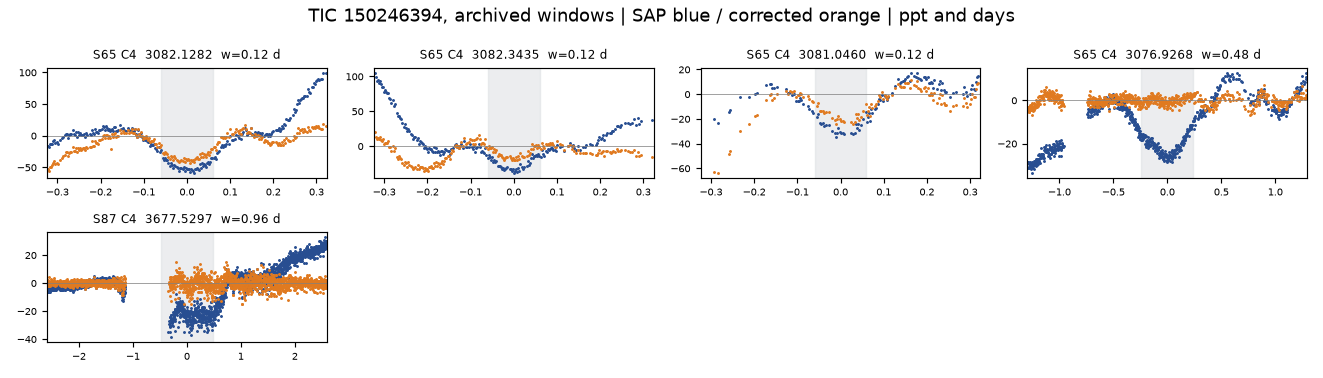 TIC 150246394, archived windows | SAP blue / corrected orange | ppt and days
S65 C4 3082.1282 w=0.12 d
S65 C4 3082.3435 w=0.12 d
S65 C4 3081.0460 w=0.12 d
S65 C4 3076.9268 w=0.48 d
100
50
0
−50
−0.3 −0.2 −0.1 0.0 0.1 0.2 0.3
100
50
0
−0.3 −0.2 −0.1 0.0 0.1 0.2 0.3
20
0
−20
−40
−60
−0.3 −0.2 −0.1 0.0 0.1 0.2 0.3
0
−20
−1.0 −0.5 0.0 0.5 1.0
S87 C4 3677.5297 w=0.96 d
20
0
−20
−40
−2 −1 0 1 2